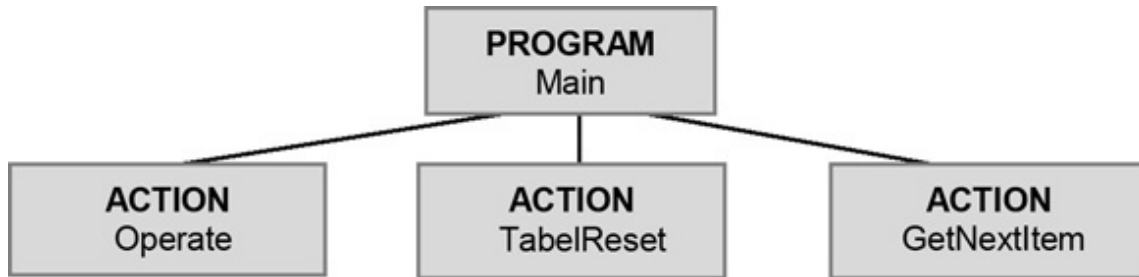 PROGRAM
Main
ACTION
Operate
ACTION
TabelReset
ACTION
GetNextItem